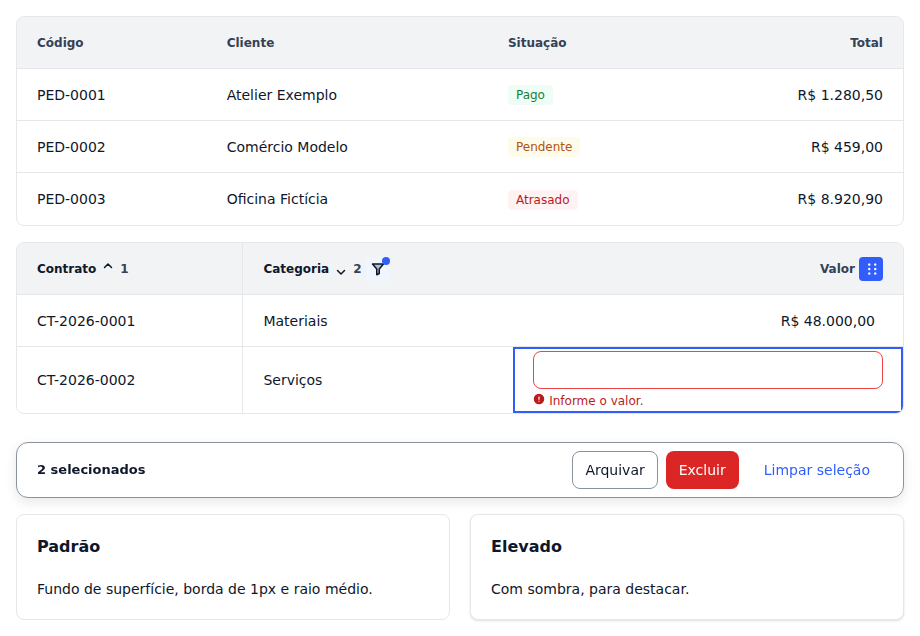 Código Cliente Situação Total
PED-0001 Atelier Exemplo Pago R$ 1.280,50
PED-0002 Comércio Modelo Pendente R$ 459,00
PED-0003 Oficina Fictícia Atrasado R$ 8.920,90
Contrato 1 Categoria 2 Valor
CT-2026-0001 Materiais R$ 48.000,00
CT-2026-0002 Serviços
Informe o valor.
2 selecionados Arquivar Excluir Limpar seleção
Padrão Elevado
Fundo de superfície, borda de 1px e raio médio. Com sombra, para destacar.